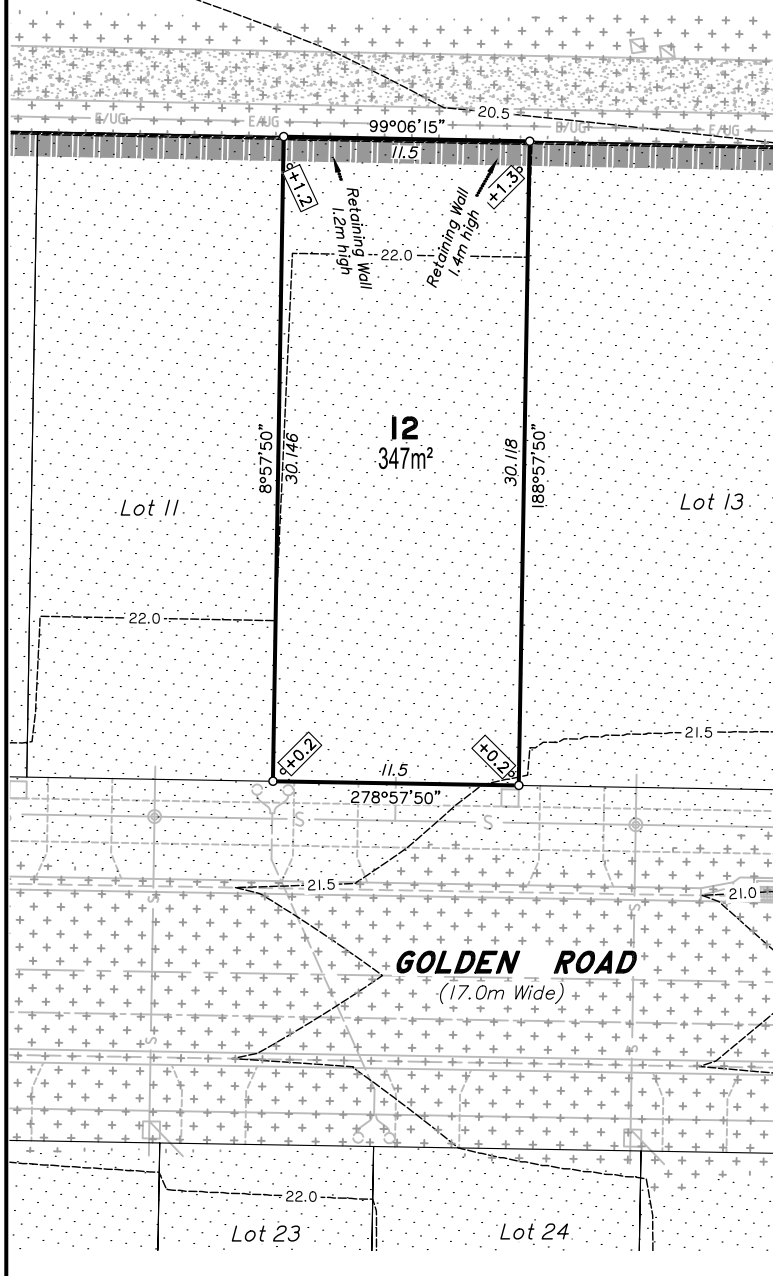 20.5
E/UG
E/UG
E/UG
E/UG
99°06'15"
11.5
+1.2
+1.3
Retaining Wall
1.2m high
Retaining Wall
1.4m high
22.0
12
347m²
8°57'50"
30.146
30.118
188°57'50"
Lot 11
Lot 13
22.0
21.5
+0.2
+0.2
11.5
278°57'50"
S
S
21.5
21.0
S
S
GOLDEN ROAD
(17.0m Wide)
S
S
22.0
Lot 23
Lot 24